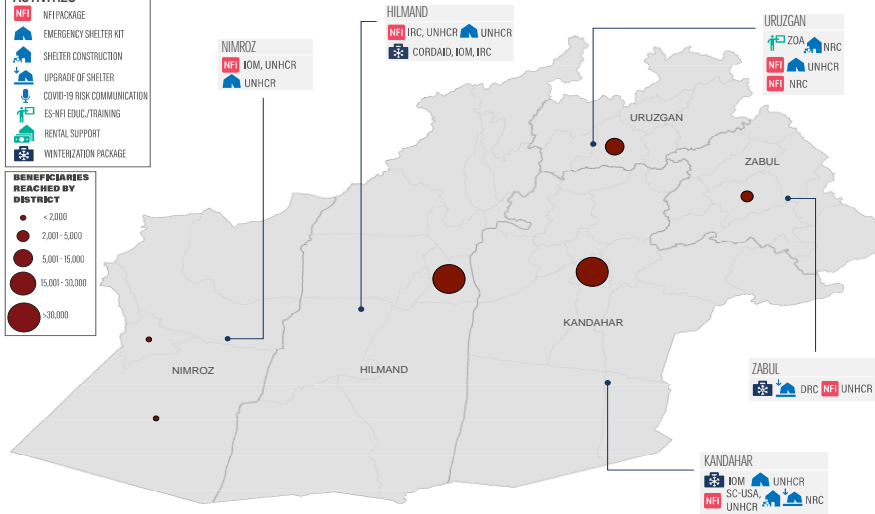 NFI NFI PACKAGE
EMERGENCY SHELTER KIT
SHELTER CONSTRUCTION
UPGRADE OF SHELTER
COVID-19 RISK COMMUNICATION
ES-NFI EDUC./TRAINING
RENTAL SUPPORT
WINTERIZATION PACKAGE
BENEFICIARIES
REACHED BY
DISTRICT
< 2,000
2,001 - 5,000
5,001 - 15,000
15,001 - 30,000
>30,000
NIMROZ
NFI IOM, UNHCR
UNHCR
HILMAND
NFI IRC, UNHCR UNHCR
CORDAID, IOM, IRC
URUZGAN
ZOA NRC
NFI UNHCR
NFI NRC
URUZGAN
ZABUL
KANDAHAR
HILMAND
NIMROZ
ZABUL
DRC NFI UNHCR
KANDAHAR
IOM UNHCR
NFI SC-USA,
UNHCR NRC